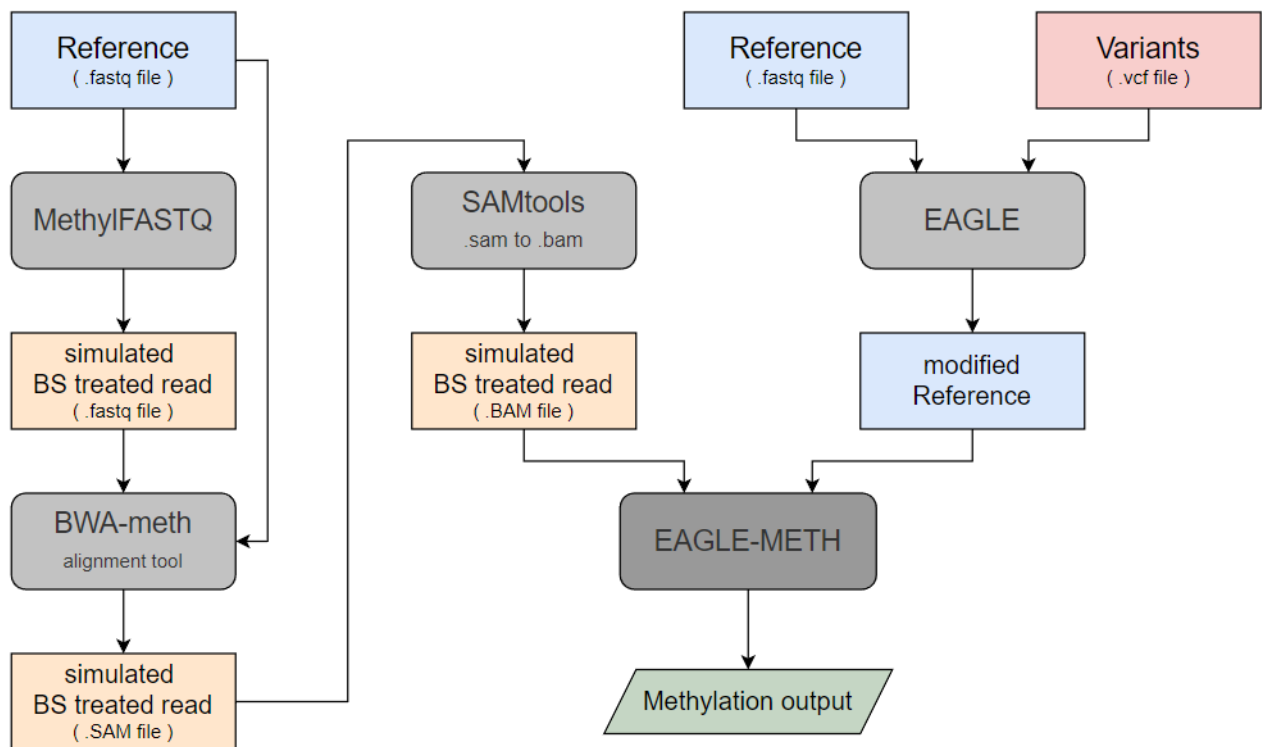 Reference
( .fastq file )
MethylFASTQ
simulated
BS treated read
( .fastq file )
BWA-meth
alignment tool
simulated
BS treated read
( .SAM file )
SAMtools
.sam to .bam
simulated
BS treated read
( .BAM file )
Reference
( .fastq file )
Variants
( .vcf file )
EAGLE
modified
Reference
EAGLE-METH
Methylation output